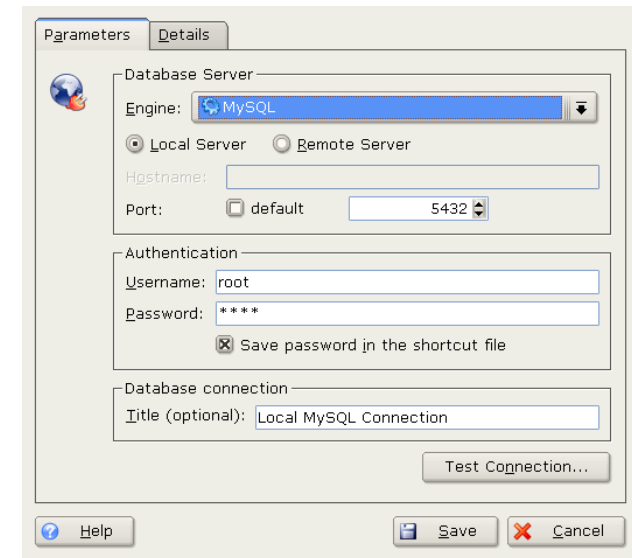 Parameters Details
Database Server
Engine: MySQL
Local Server Remote Server
Hostname:
Port: default 5432
Authentication
Username: root
Password: ****
Save password in the shortcut file
Database connection
Title (optional): Local MySQL Connection
Test Connection...
Help Save Cancel